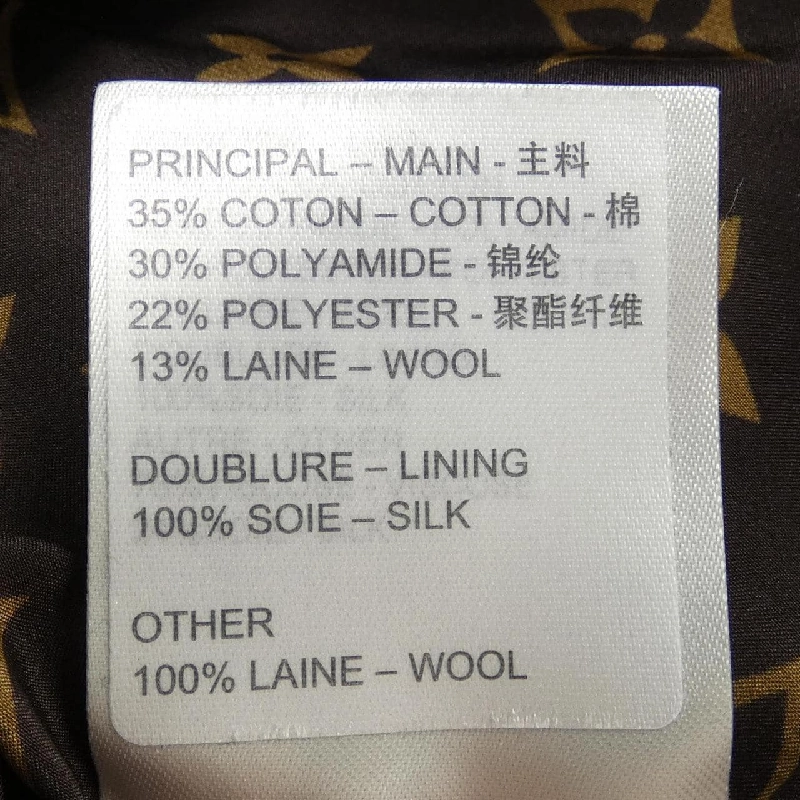 PRINCIPAL – MAIN - 主料
35% COTON – COTTON - 棉
30% POLYAMIDE - 锦纶
22% POLYESTER - 聚酯纤维
13% LAINE – WOOL
DOUBLURE – LINING
100% SOIE – SILK
OTHER
100% LAINE – WOOL